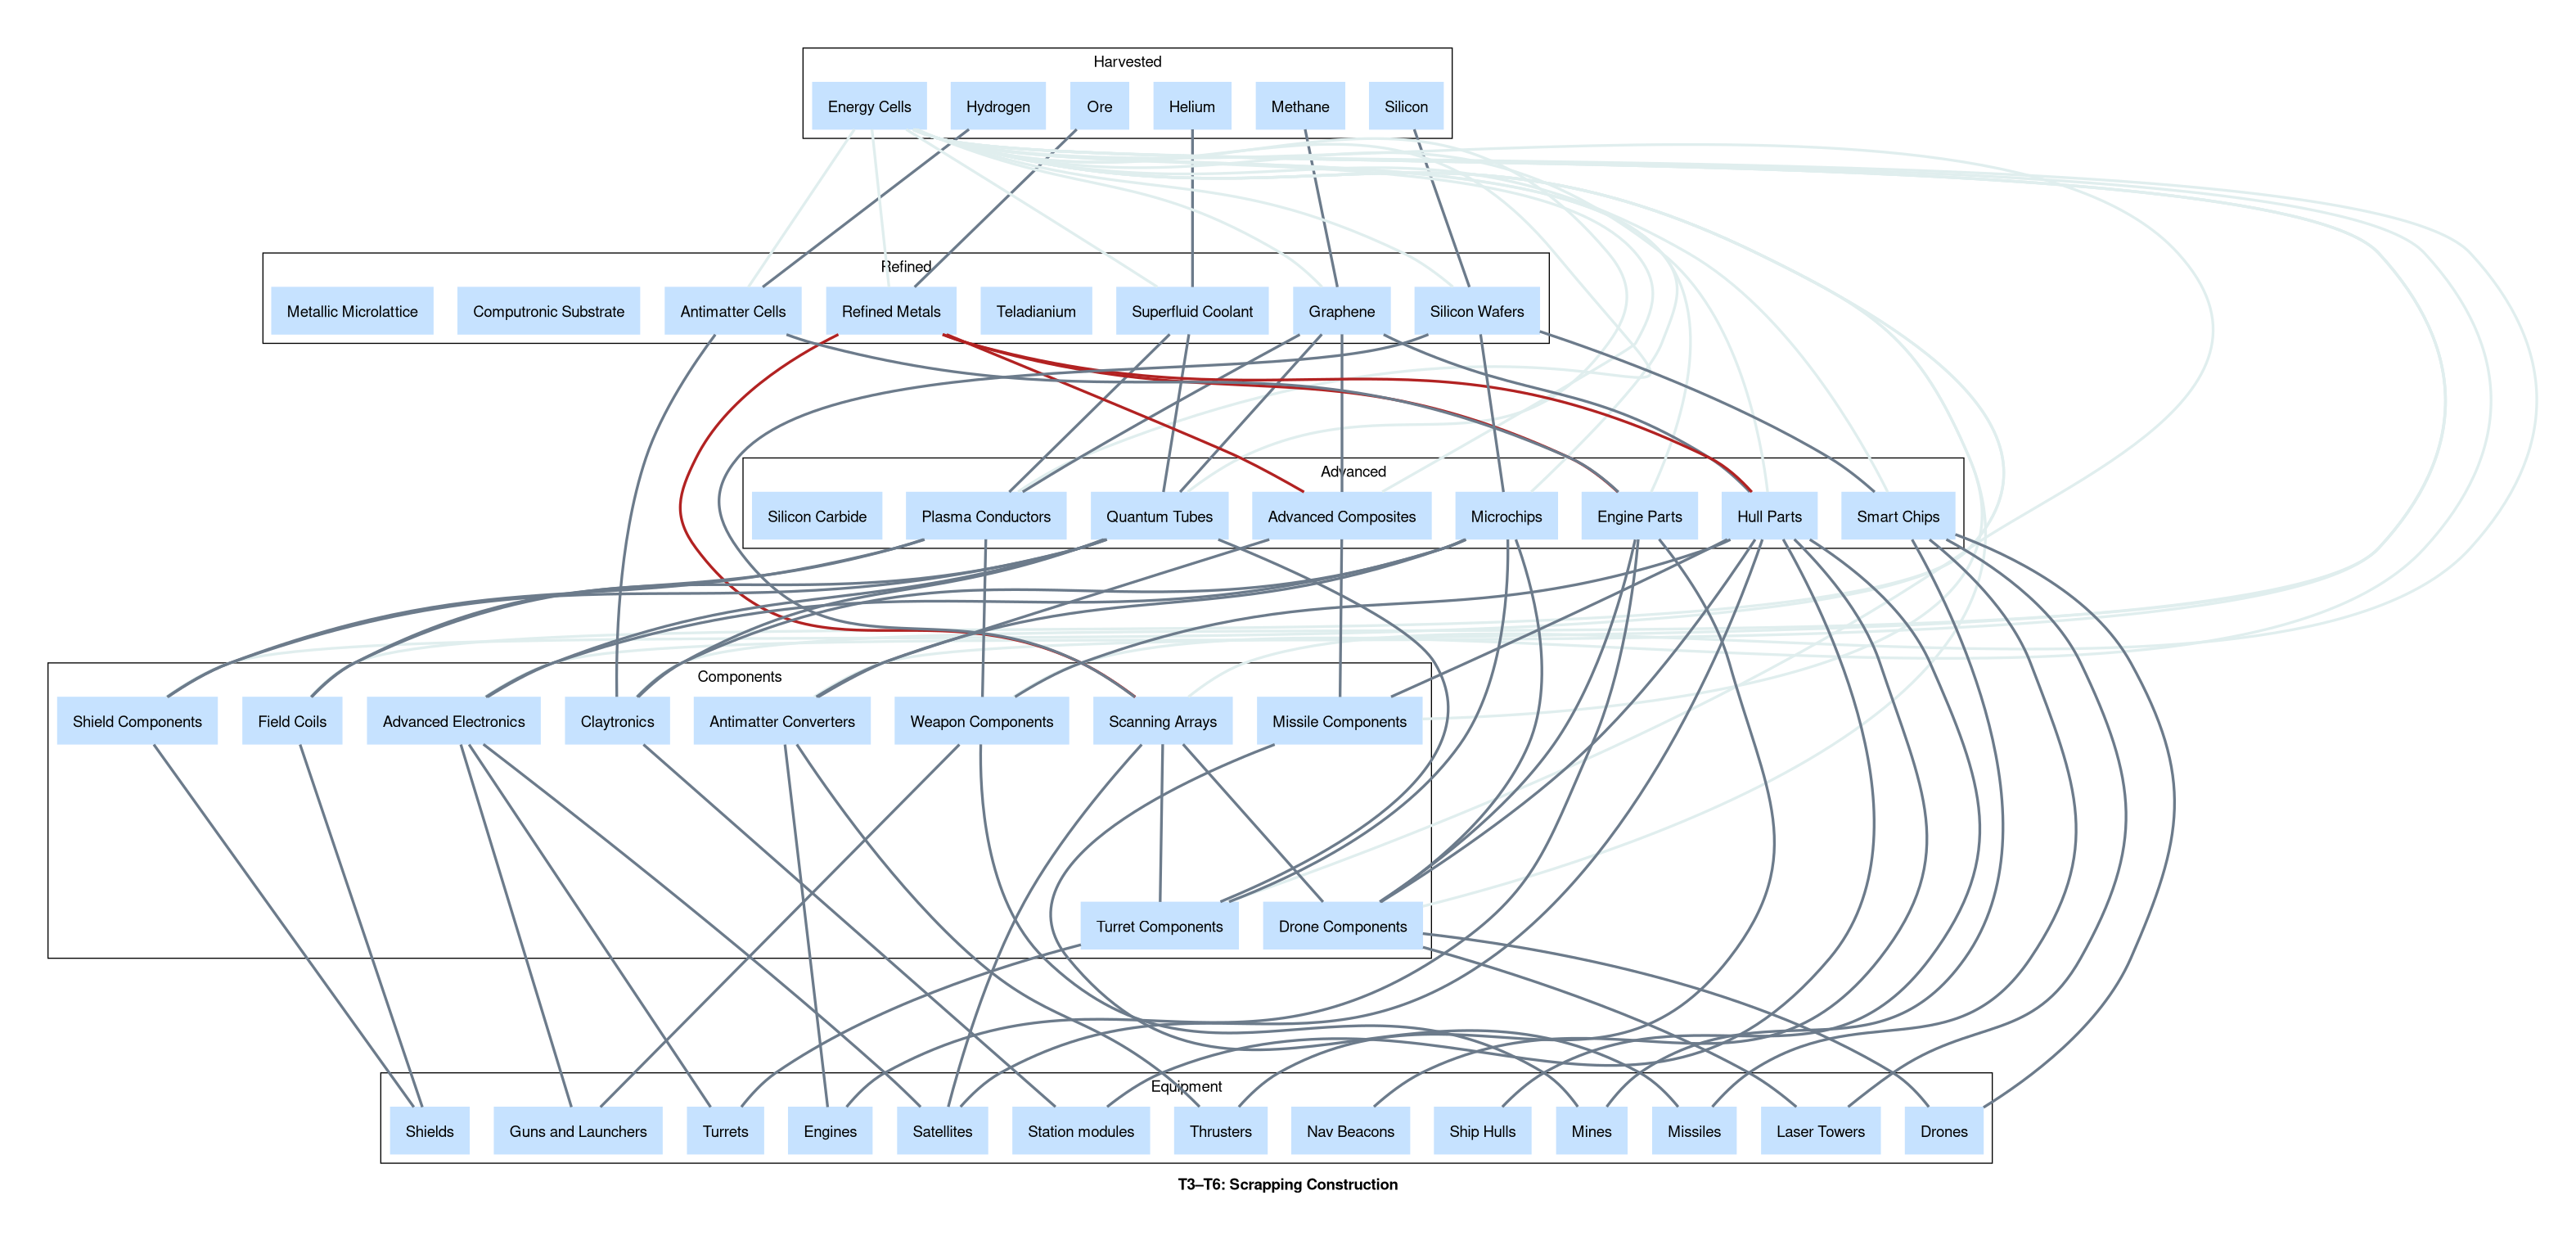 Harvested
Energy Cells
Hydrogen
Ore
Helium
Methane
Silicon
Refined
Metallic Microlattice
Computronic Substrate
Antimatter Cells
Refined Metals
Teladianium
Superfluid Coolant
Graphene
Silicon Wafers
Advanced
Silicon Carbide
Plasma Conductors
Quantum Tubes
Advanced Composites
Microchips
Engine Parts
Hull Parts
Smart Chips
Components
Shield Components
Field Coils
Advanced Electronics
Claytronics
Antimatter Converters
Weapon Components
Scanning Arrays
Missile Components
Turret Components
Drone Components
Equipment
Shields
Guns and Launchers
Turrets
Engines
Satellites
Station modules
Thrusters
Nav Beacons
Ship Hulls
Mines
Missiles
Laser Towers
Drones
T3–T6: Scrapping Construction